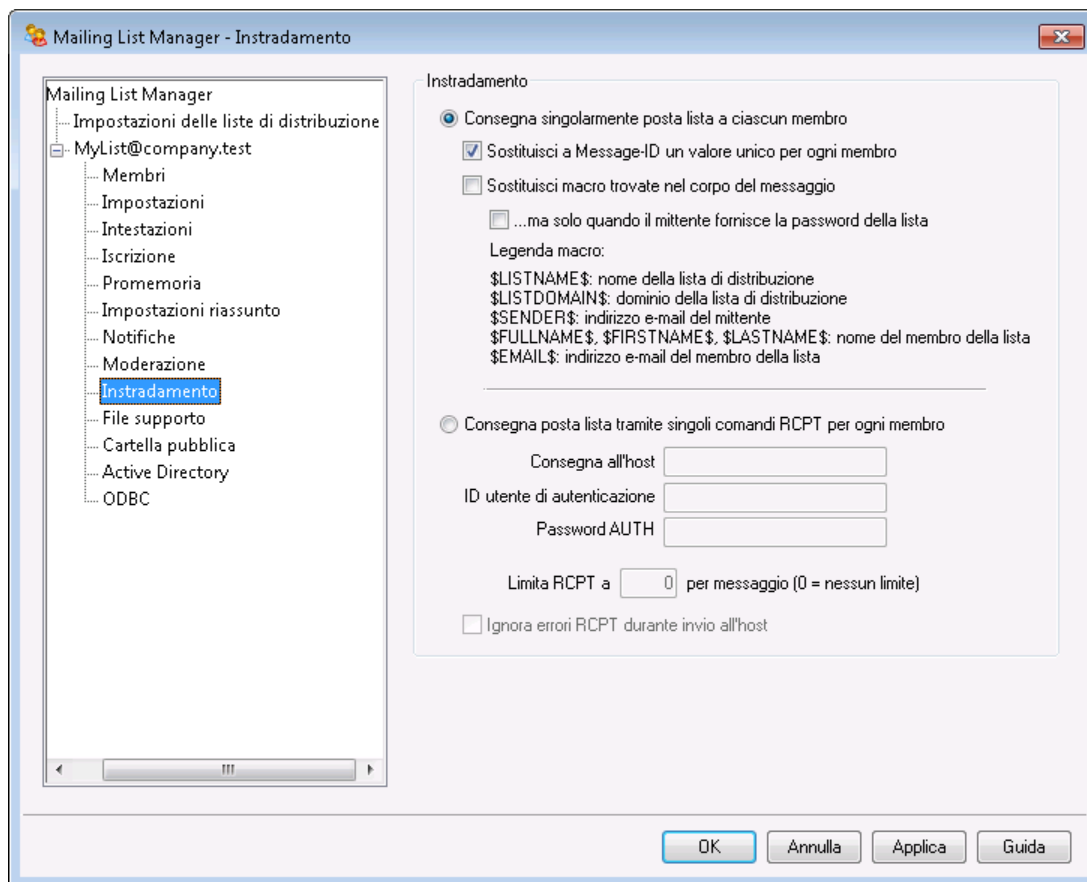 Mailing List Manager - Instradamento
Mailing List Manager
Impostazioni delle liste di distribuzione
MyList@company.test
Membri
Impostazioni
Intestazioni
Iscrizione
Promemoria
Impostazioni riassunto
Notifiche
Moderazione
Instradamento
File supporto
Cartella pubblica
Active Directory
ODBC
Instradamento
Consegna singolarmente posta lista a ciascun membro
Sostituisci a Message-ID un valore unico per ogni membro
Sostituisci macro trovate nel corpo del messaggio
...ma solo quando il mittente fornisce la password della lista
Legenda macro:
$LISTNAME$: nome della lista di distribuzione
$LISTDOMAIN$: dominio della lista di distribuzione
$SENDER$: indirizzo e-mail del mittente
$FULLNAME$, $FIRSTNAME$, $LASTNAME$: nome del membro della lista
$EMAIL$: indirizzo e-mail del membro della lista
Consegna posta lista tramite singoli comandi RCPT per ogni membro
Consegna all'host
ID utente di autenticazione
Password AUTH
Limita RCPT a 0 per messaggio (0 = nessun limite)
Ignora errori RCPT durante invio all'host
OK Annulla Applica Guida